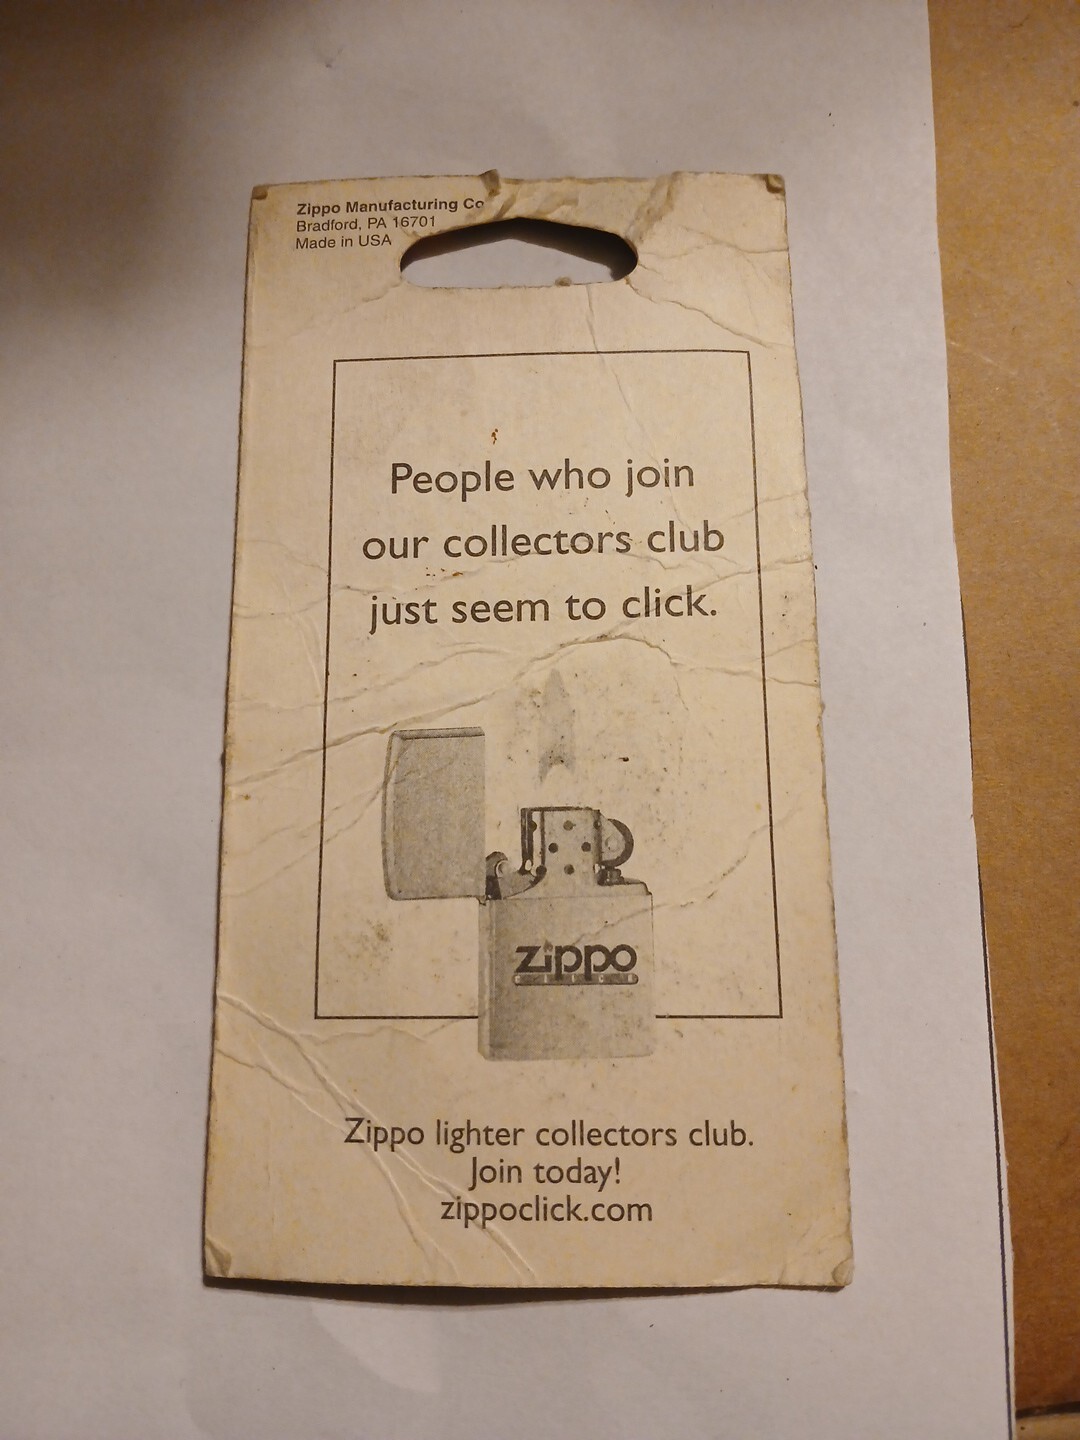 Zippo Manufacturing Co
Bradford, PA 16701
Made in USA
People who join
our collectors club
just seem to click.
zippo
Zippo lighter collectors club.
Join today!
zippoclick.com